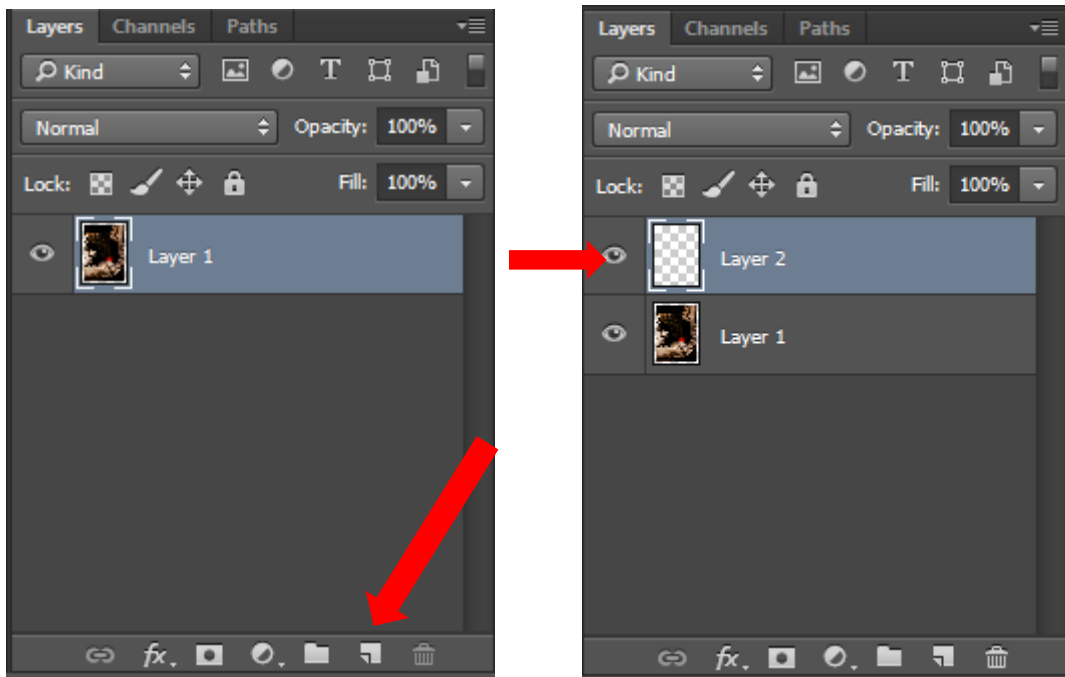 Layers Channels Paths
Kind
Normal Opacity: 100%
Lock: Fill: 100%
Layer 1
fx.
Layers Channels Paths
Kind
Normal Opacity: 100%
Lock: Fill: 100%
Layer 2
Layer 1
fx.